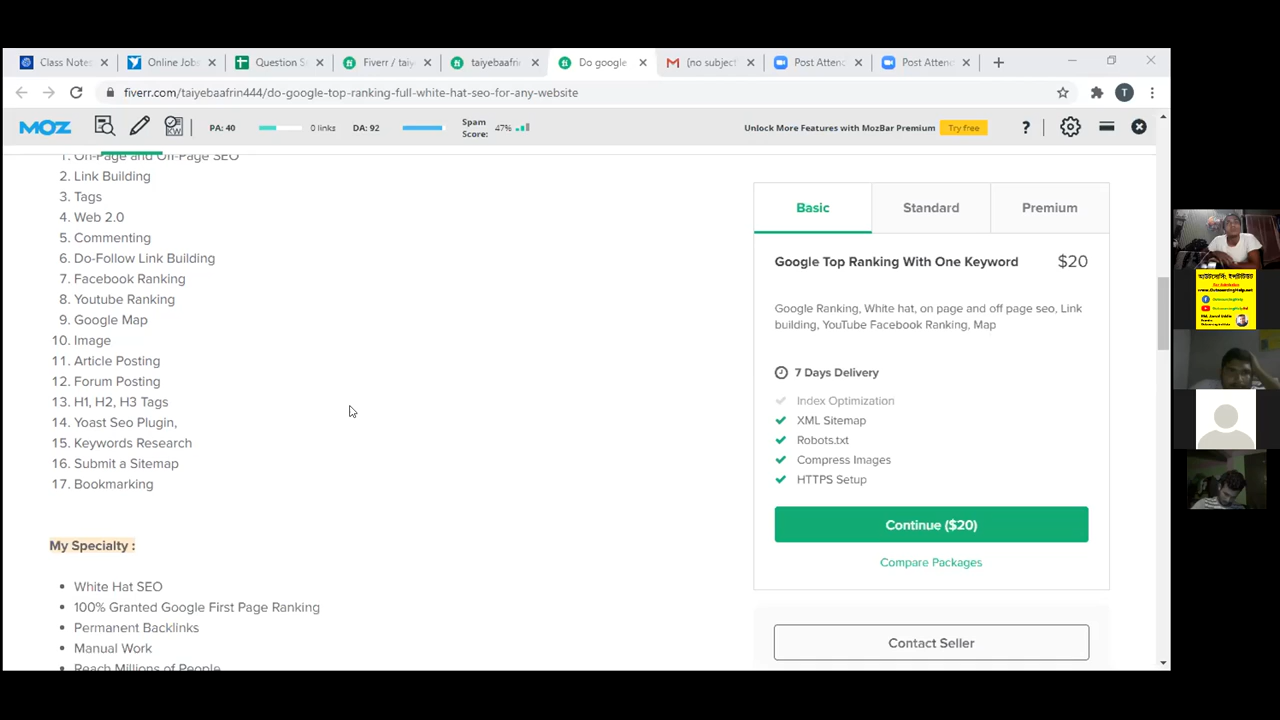 Class Notes
Online Job
Question S
Fiverr / taiy
taiyebaafri
Do google
(no subject
Post Atten
Post Atten
fiverr.com/taiyebaafrin444/do-google-top-ranking-full-white-hat-seo-for-any-website
T
MOZ
KW
PA: 40
0 links
DA: 92
Spam Score: 47%
Unlock More Features with MozBar Premium
Try free
?
1. On-Page and Off-Page SEO
2. Link Building
3. Tags
4. Web 2.0
5. Commenting
6. Do-Follow Link Building
7. Facebook Ranking
8. Youtube Ranking
9. Google Map
10. Image
11. Article Posting
12. Forum Posting
13. H1, H2, H3 Tags
14. Yoast Seo Plugin,
15. Keywords Research
16. Submit a Sitemap
17. Bookmarking
My Specialty :
White Hat SEO
100% Granted Google First Page Ranking
Permanent Backlinks
Manual Work
Reach Millions of People
Basic
Standard
Premium
Google Top Ranking With One Keyword
$20
Google Ranking, White hat, on page and off page seo, Link
building, YouTube Facebook Ranking, Map
7 Days Delivery
Index Optimization
XML Sitemap
Robots.txt
Compress Images
HTTPS Setup
Continue ($20)
Compare Packages
Contact Seller